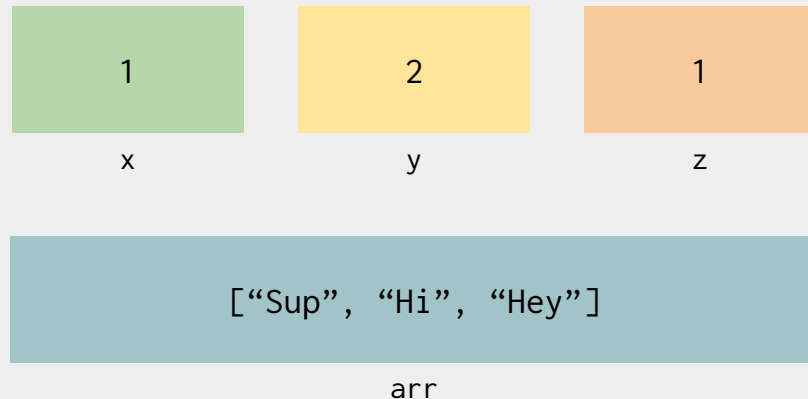 1 2 1
x y z
[“Sup”, “Hi”, “Hey”]
arr